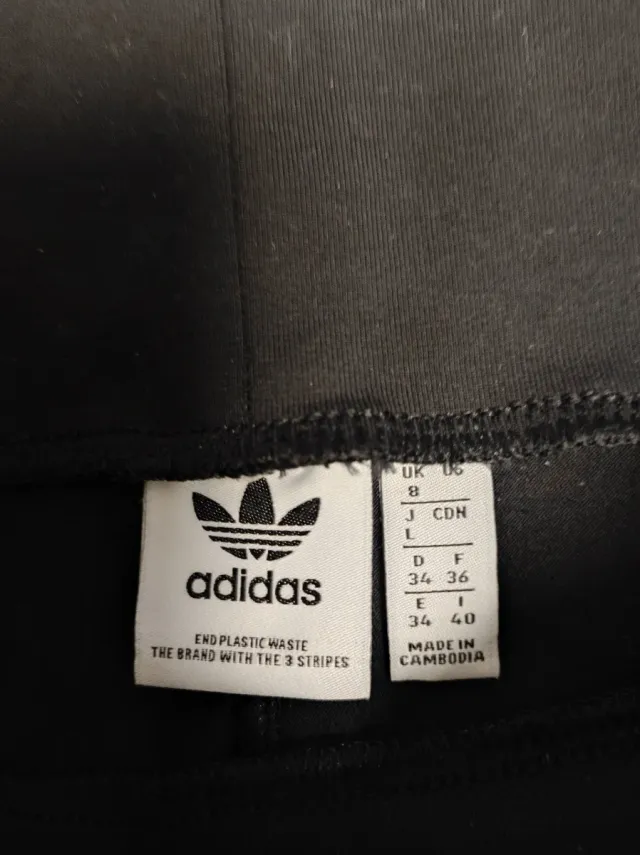 adidas
END PLASTIC WASTE
THE BRAND WITH THE 3 STRIPES
UK US
8
J CDN
L
D F
34 36
E I
34 40
MADE IN
CAMBODIA